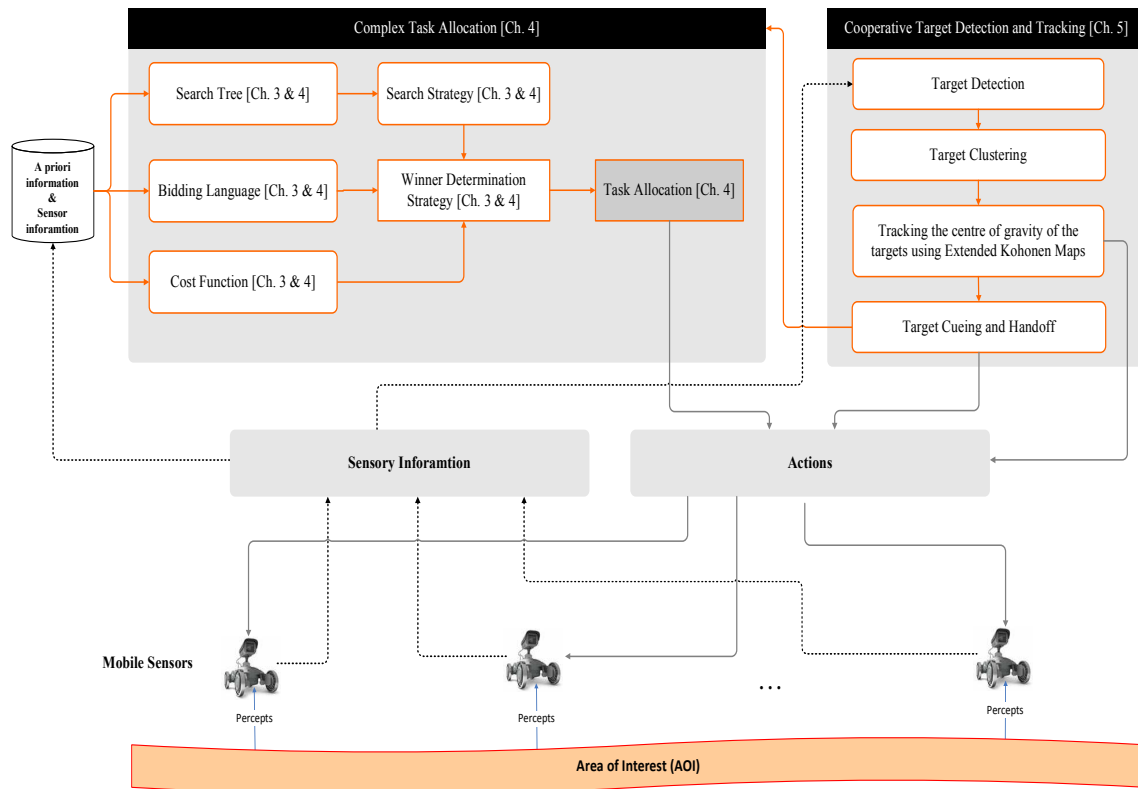 Complex Task Allocation [Ch. 4]
Cooperative Target Detection and Tracking [Ch. 5]
Search Tree [Ch. 3 & 4]
Search Strategy [Ch. 3 & 4]
Target Detection
A priori
information
&
Sensor
inforamtion
Bidding Language [Ch. 3 & 4]
Winner Determination
Strategy [Ch. 3 & 4]
Task Allocation [Ch. 4]
Target Clustering
Tracking the centre of gravity of the
targets using Extended Kohonen Maps
Cost Function [Ch. 3 & 4]
Target Cueing and Handoff
Sensory Inforamtion
Actions
Mobile Sensors
...
Percepts
Percepts
Percepts
Area of Interest (AOI)